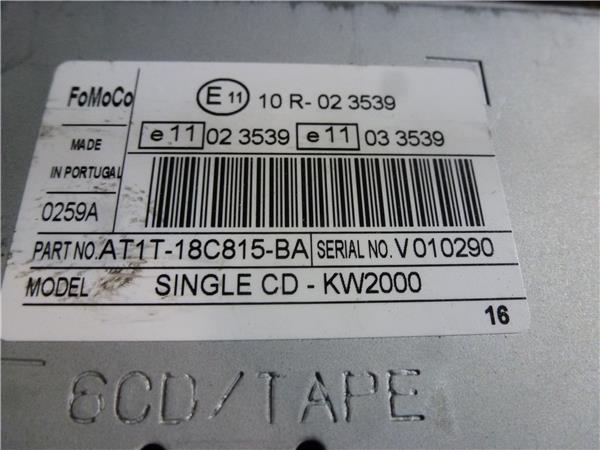 FoMoCo
E 11 10 R- 02 3539
MADE
IN PORTUGAL
e 11 02 3539 e 11 03 3539
0259A
PART NO. AT1T-18C815-BA SERIAL NO. V 010290
MODEL SINGLE CD - KW2000
16
6CD/TAPE